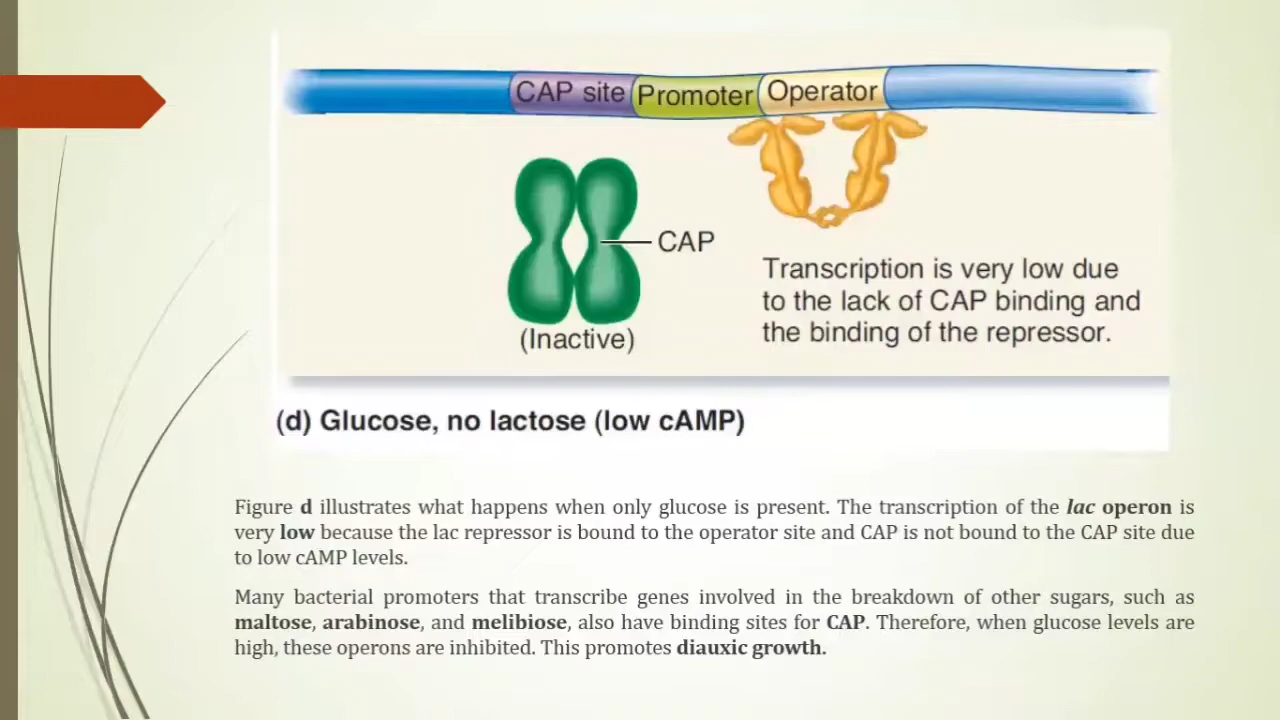 CAP site Promoter Operator
CAP
(Inactive)
Transcription is very low due
to the lack of CAP binding and
the binding of the repressor.
(d) Glucose, no lactose (low cAMP)
Figure d illustrates what happens when only glucose is present. The transcription of the lac operon is
very low because the lac repressor is bound to the operator site and CAP is not bound to the CAP site due
to low cAMP levels.
Many bacterial promoters that transcribe genes involved in the breakdown of other sugars, such as
maltose, arabinose, and melibiose, also have binding sites for CAP. Therefore, when glucose levels are
high, these operons are inhibited. This promotes diauxic growth.